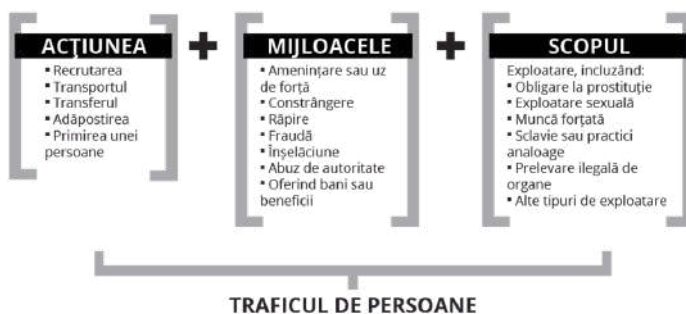 ACŢIUNEA
▪ Recrutarea
▪ Transportul
▪ Transferul
▪ Adăpostirea
▪ Primirea unei
persoane
+
MIJLOACELE
▪ Amenințare sau uz
de forță
▪ Constrângere
▪ Răpire
▪ Fraudă
▪ Înșelăciune
▪ Abuz de autoritate
▪ Oferind bani sau
beneficii
+
SCOPUL
Exploatare, incluzând:
▪ Obligare la prostituție
▪ Exploatare sexuală
▪ Muncă forțată
▪ Sclavie sau practici
analoage
▪ Prelevare ilegală de
organe
▪ Alte tipuri de exploatare
TRAFICUL DE PERSOANE